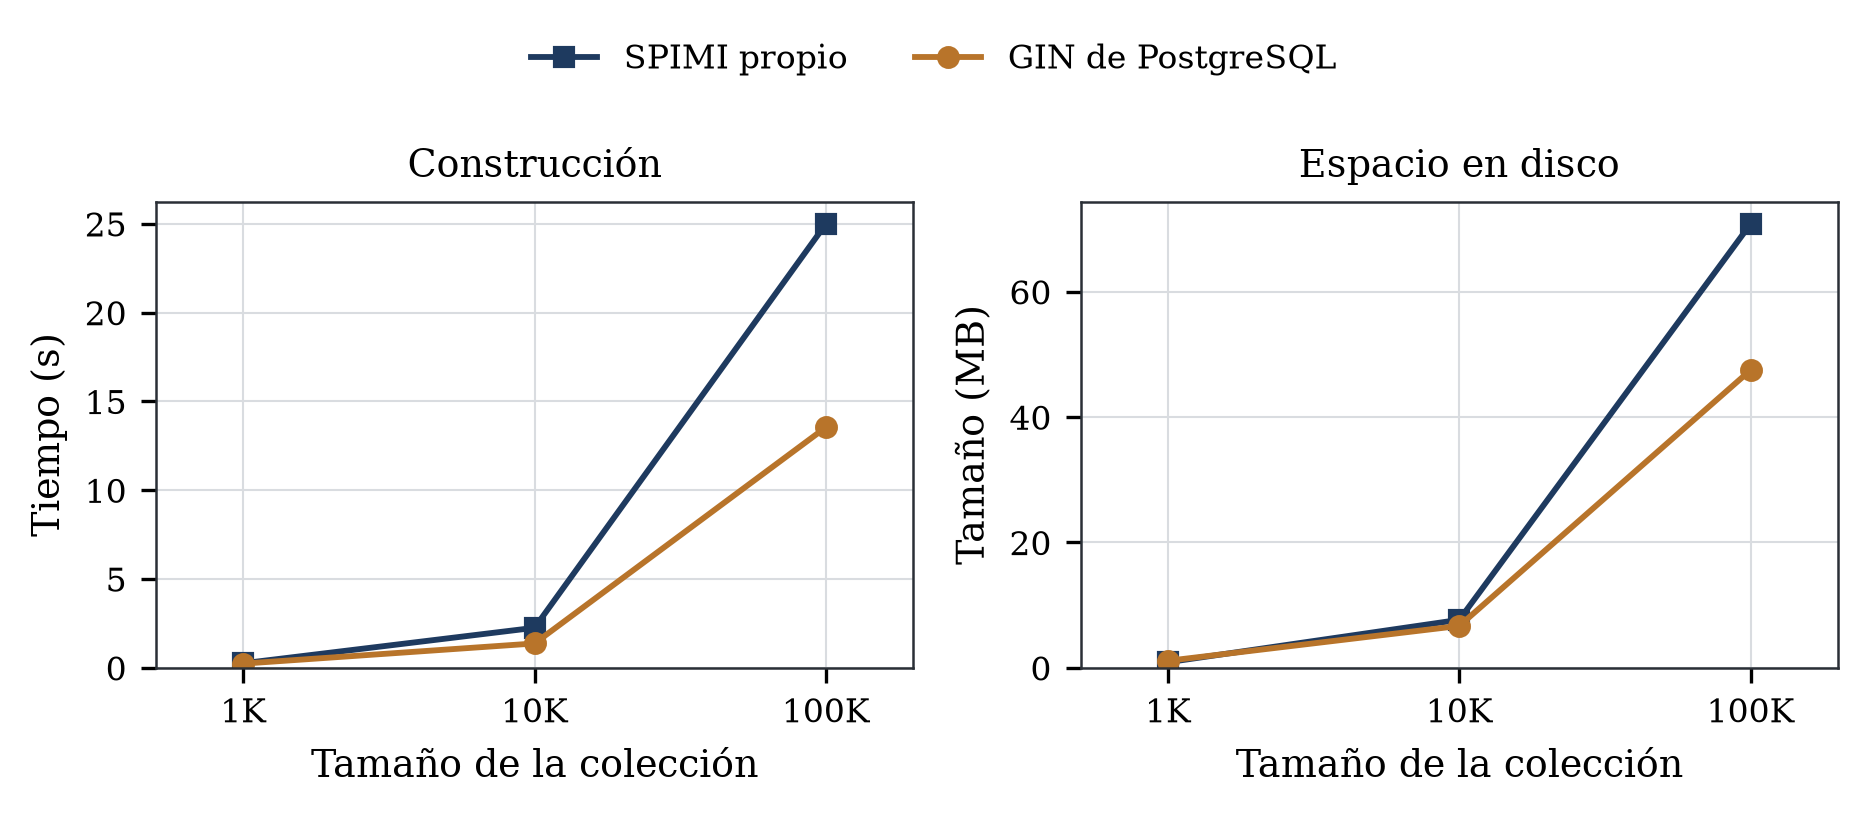 SPIMI propio
GIN de PostgreSQL
Construcción
25
20
15
10
5
0
Tiempo (s)
1K
10K
100K
Tamaño de la colección
Espacio en disco
60
40
20
0
Tamaño (MB)
1K
10K
100K
Tamaño de la colección